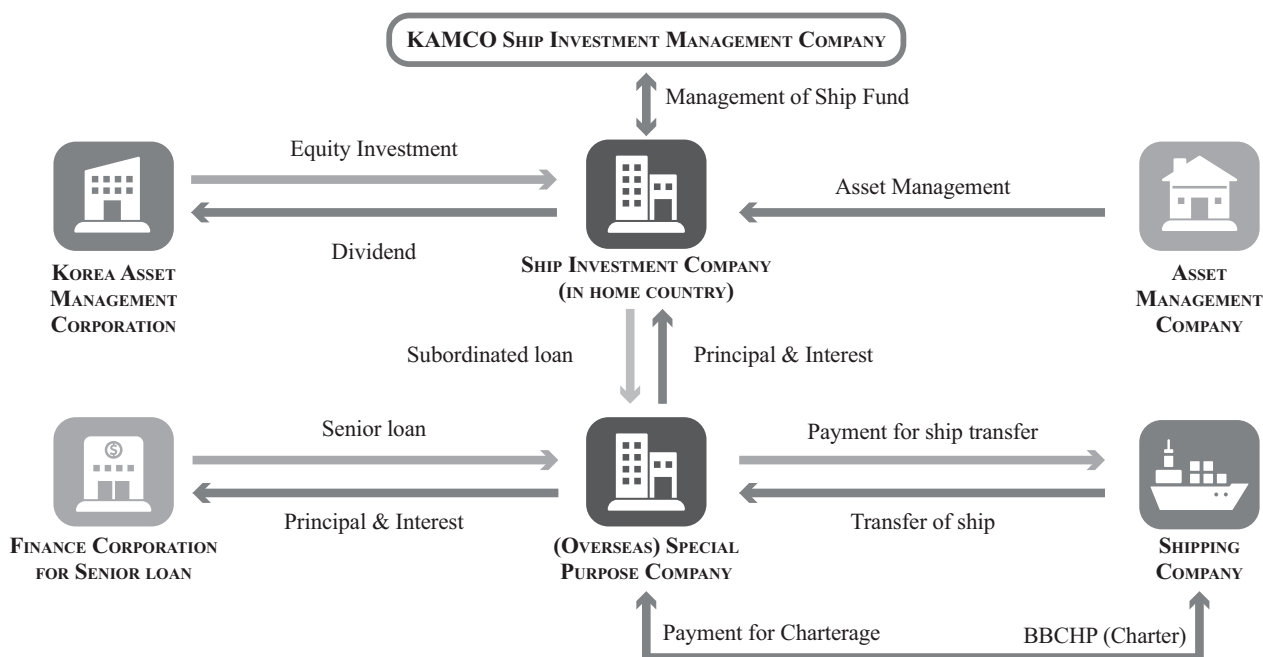 KAMCO SHIP INVESTMENT MANAGEMENT COMPANY
Management of Ship Fund
Equity Investment
Asset Management
Dividend
KOREA ASSET
MANAGEMENT
CORPORATION
SHIP INVESTMENT COMPANY
(IN HOME COUNTRY)
ASSET
MANAGEMENT
COMPANY
Subordinated loan
Principal & Interest
Senior loan
Payment for ship transfer
$
Principal & Interest
Transfer of ship
FINANCE CORPORATION
FOR SENIOR LOAN
(OVERSEAS) SPECIAL
PURPOSE COMPANY
SHIPPING
COMPANY
Payment for Charterage
BBCHP (Charter)